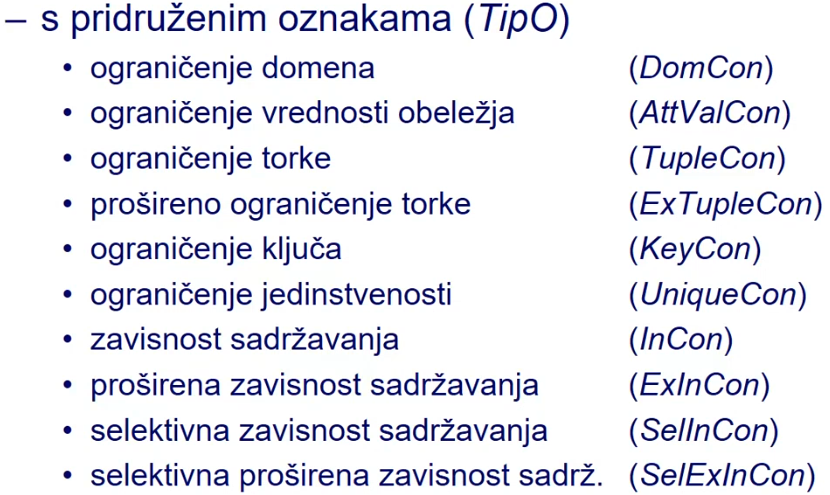 – s pridruženim oznakama (TipO)
• ograničenje domena (DomCon)
• ograničenje vrednosti obeležja (AttValCon)
• ograničenje torke (TupleCon)
• prošireno ograničenje torke (ExTupleCon)
• ograničenje ključa (KeyCon)
• ograničenje jedinstvenosti (UniqueCon)
• zavisnost sadržavanja (InCon)
• proširena zavisnost sadržavanja (ExInCon)
• selektivna zavisnost sadržavanja (SelInCon)
• selektivna proširena zavisnost sadrž. (SelExInCon)